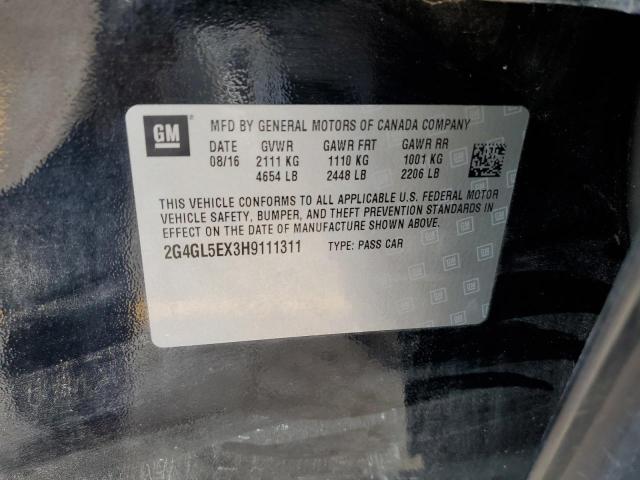 GM MFD BY GENERAL MOTORS OF CANADA COMPANY
DATE GVWR GAWR FRT GAWR RR
08/16 2111 KG 1110 KG 1001 KG
4654 LB 2448 LB 2206 LB
THIS VEHICLE CONFORMS TO ALL APPLICABLE U.S. FEDERAL MOTOR
VEHICLE SAFETY, BUMPER, AND THEFT PREVENTION STANDARDS IN
EFFECT ON THE DATE OF MANUFACTURE SHOWN ABOVE.
2G4GL5EX3H9111311 TYPE: PASS CAR